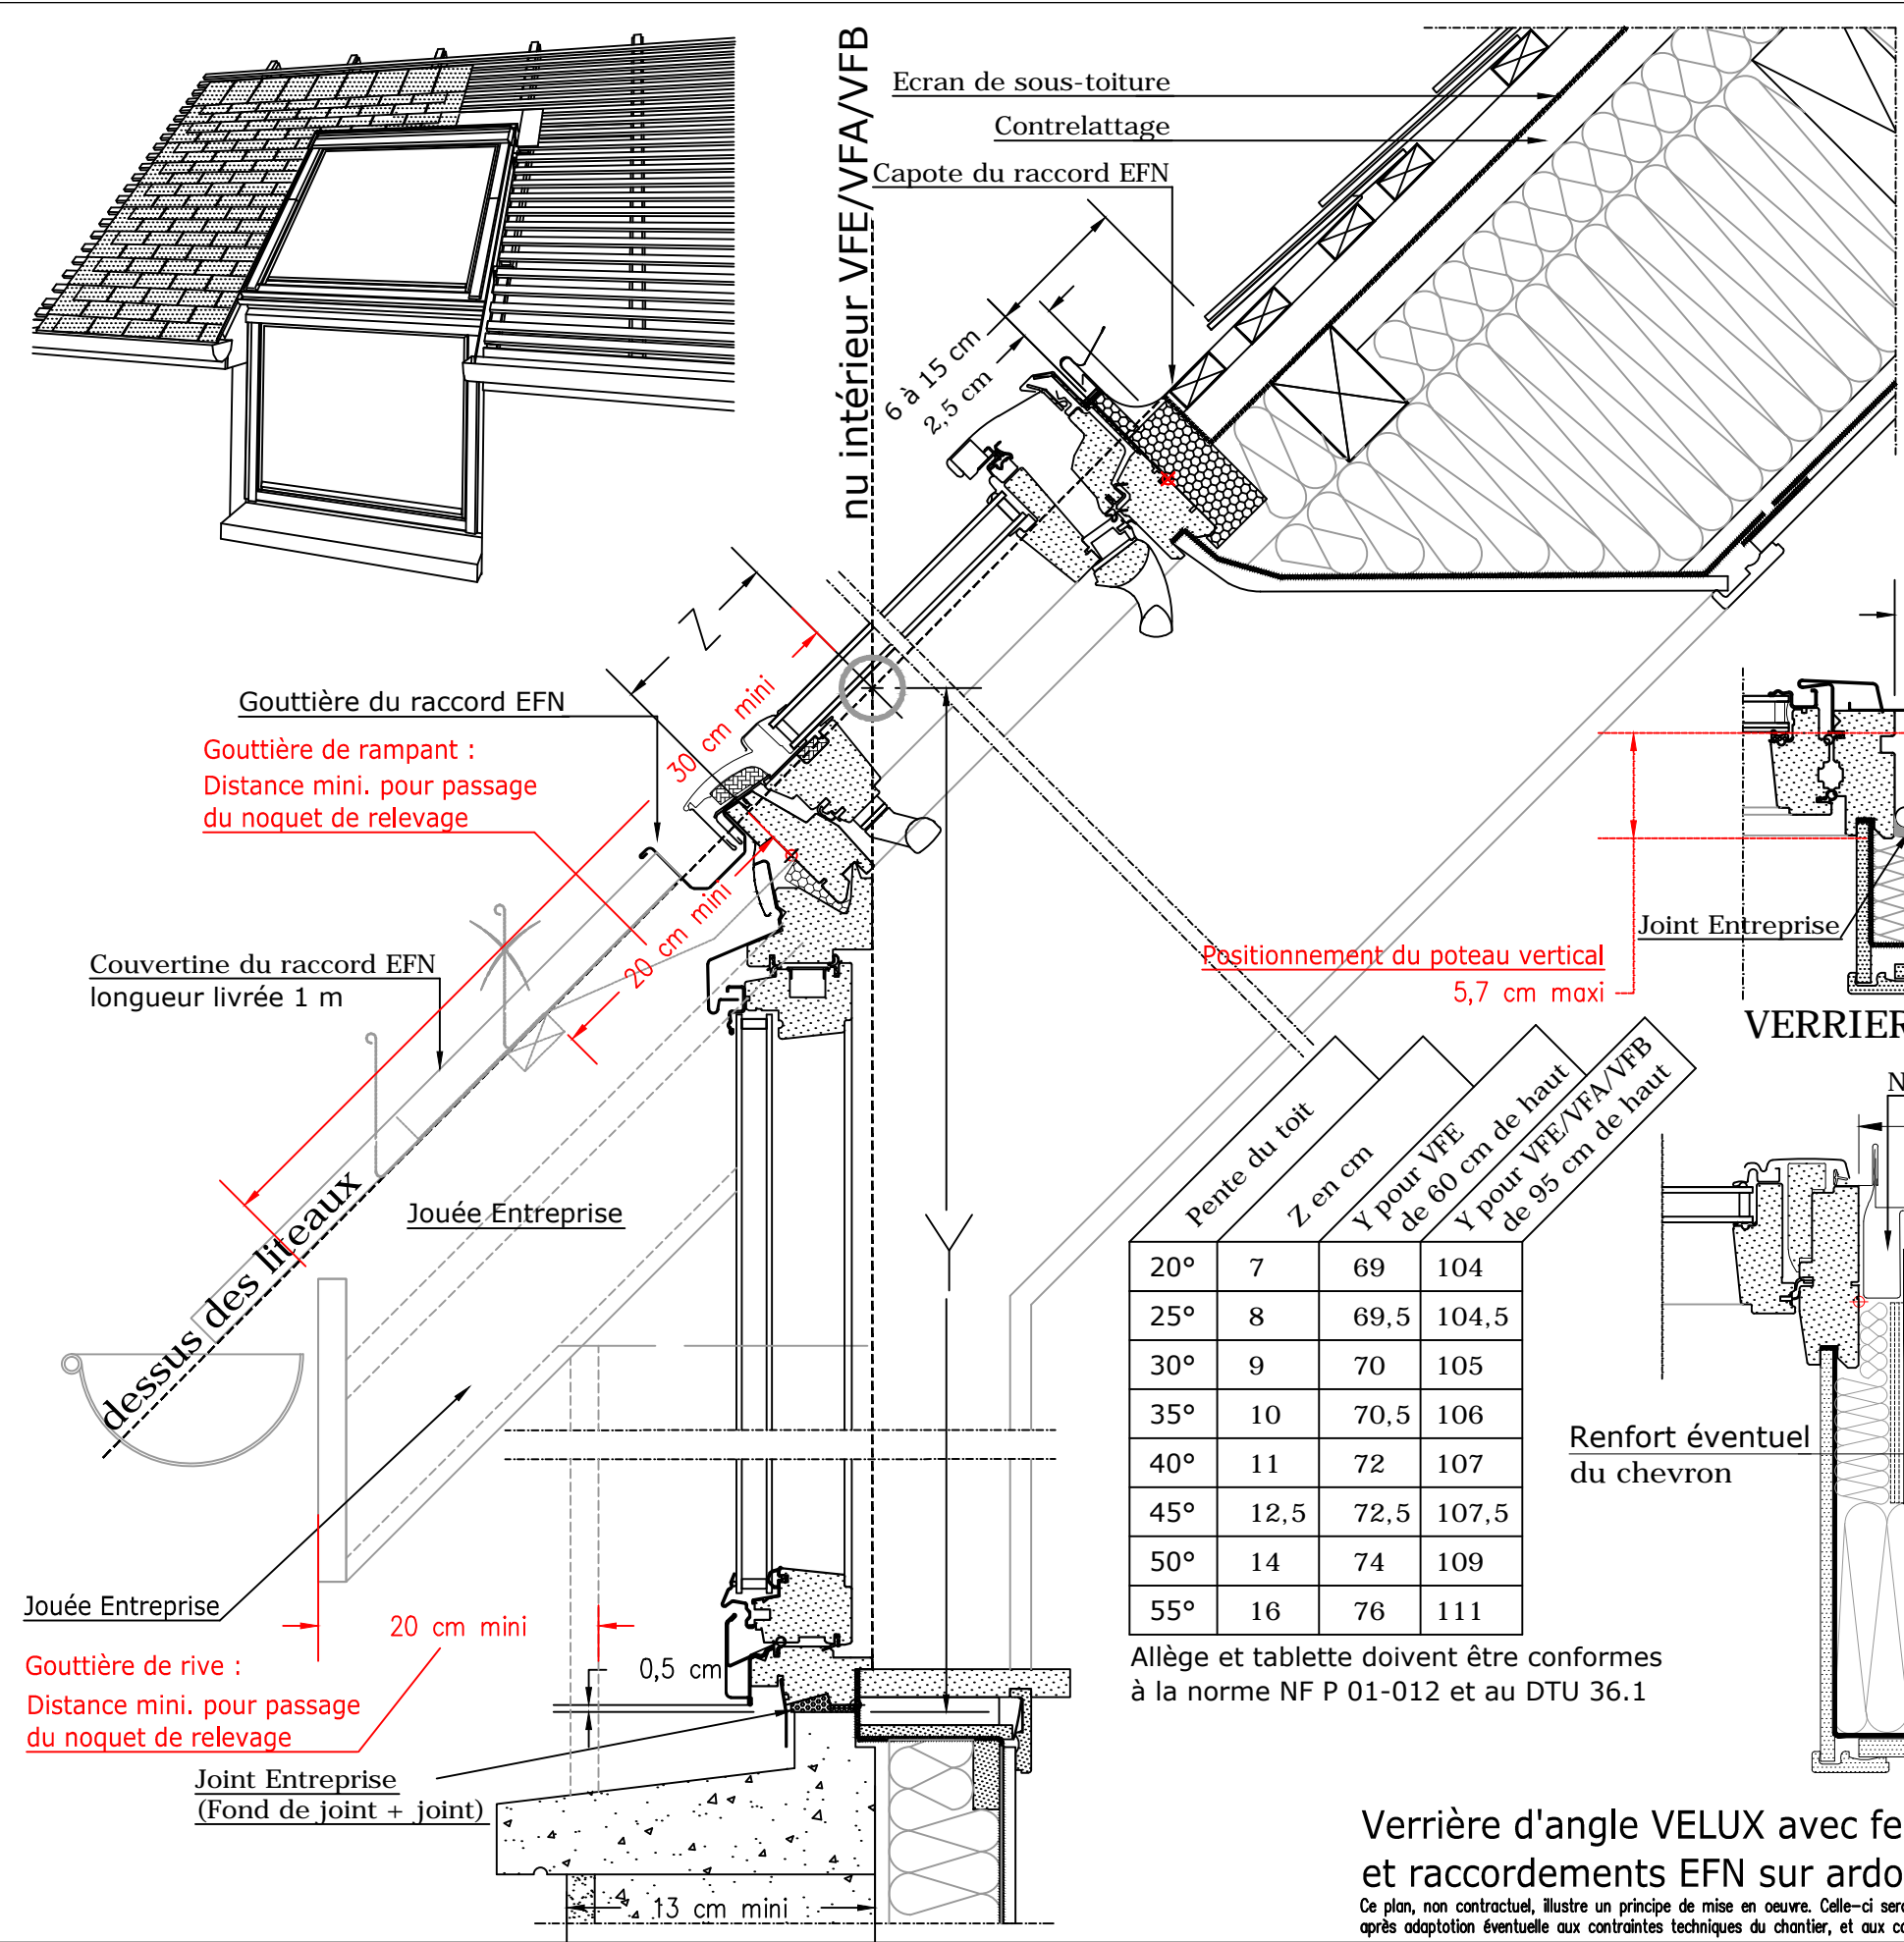 nu intérieur VFE/VFA/VFB
Ecran de sous-toiture
Contrelattage
Capote du raccord EFN
6 à 15 cm
2,5 cm
Z
30 cm mini
Gouttière du raccord EFN
Gouttière de rampant :
Distance mini. pour passage
du noquet de relevage
20 cm mini
Couvertine du raccord EFN
longueur livrée 1 m
Joint Entreprise
Positionnement du poteau vertical
5,7 cm maxi
VERRIER
N
dessus des liteaux
Jouée Entreprise
Y
Pente du toit
Z en cm
Y pour VFE
de 60 cm de haut
Y pour VFE/VFA/VFB
de 95 cm de haut
20° 7 69 104
25° 8 69,5 104,5
30° 9 70 105
35° 10 70,5 106
40° 11 72 107
45° 12,5 72,5 107,5
50° 14 74 109
55° 16 76 111
Allège et tablette doivent être conformes
à la norme NF P 01-012 et au DTU 36.1
Renfort éventuel
du chevron
Jouée Entreprise
20 cm mini
Gouttière de rive :
Distance mini. pour passage
du noquet de relevage
0,5 cm
Joint Entreprise
(Fond de joint + joint)
13 cm mini
Verrière d'angle VELUX avec fe
et raccordements EFN sur ardo
Ce plan, non contractuel, illustre un principe de mise en oeuvre. Celle-ci ser
après adaptotion éventuelle aux contraintes techniques du chantier, et aux co